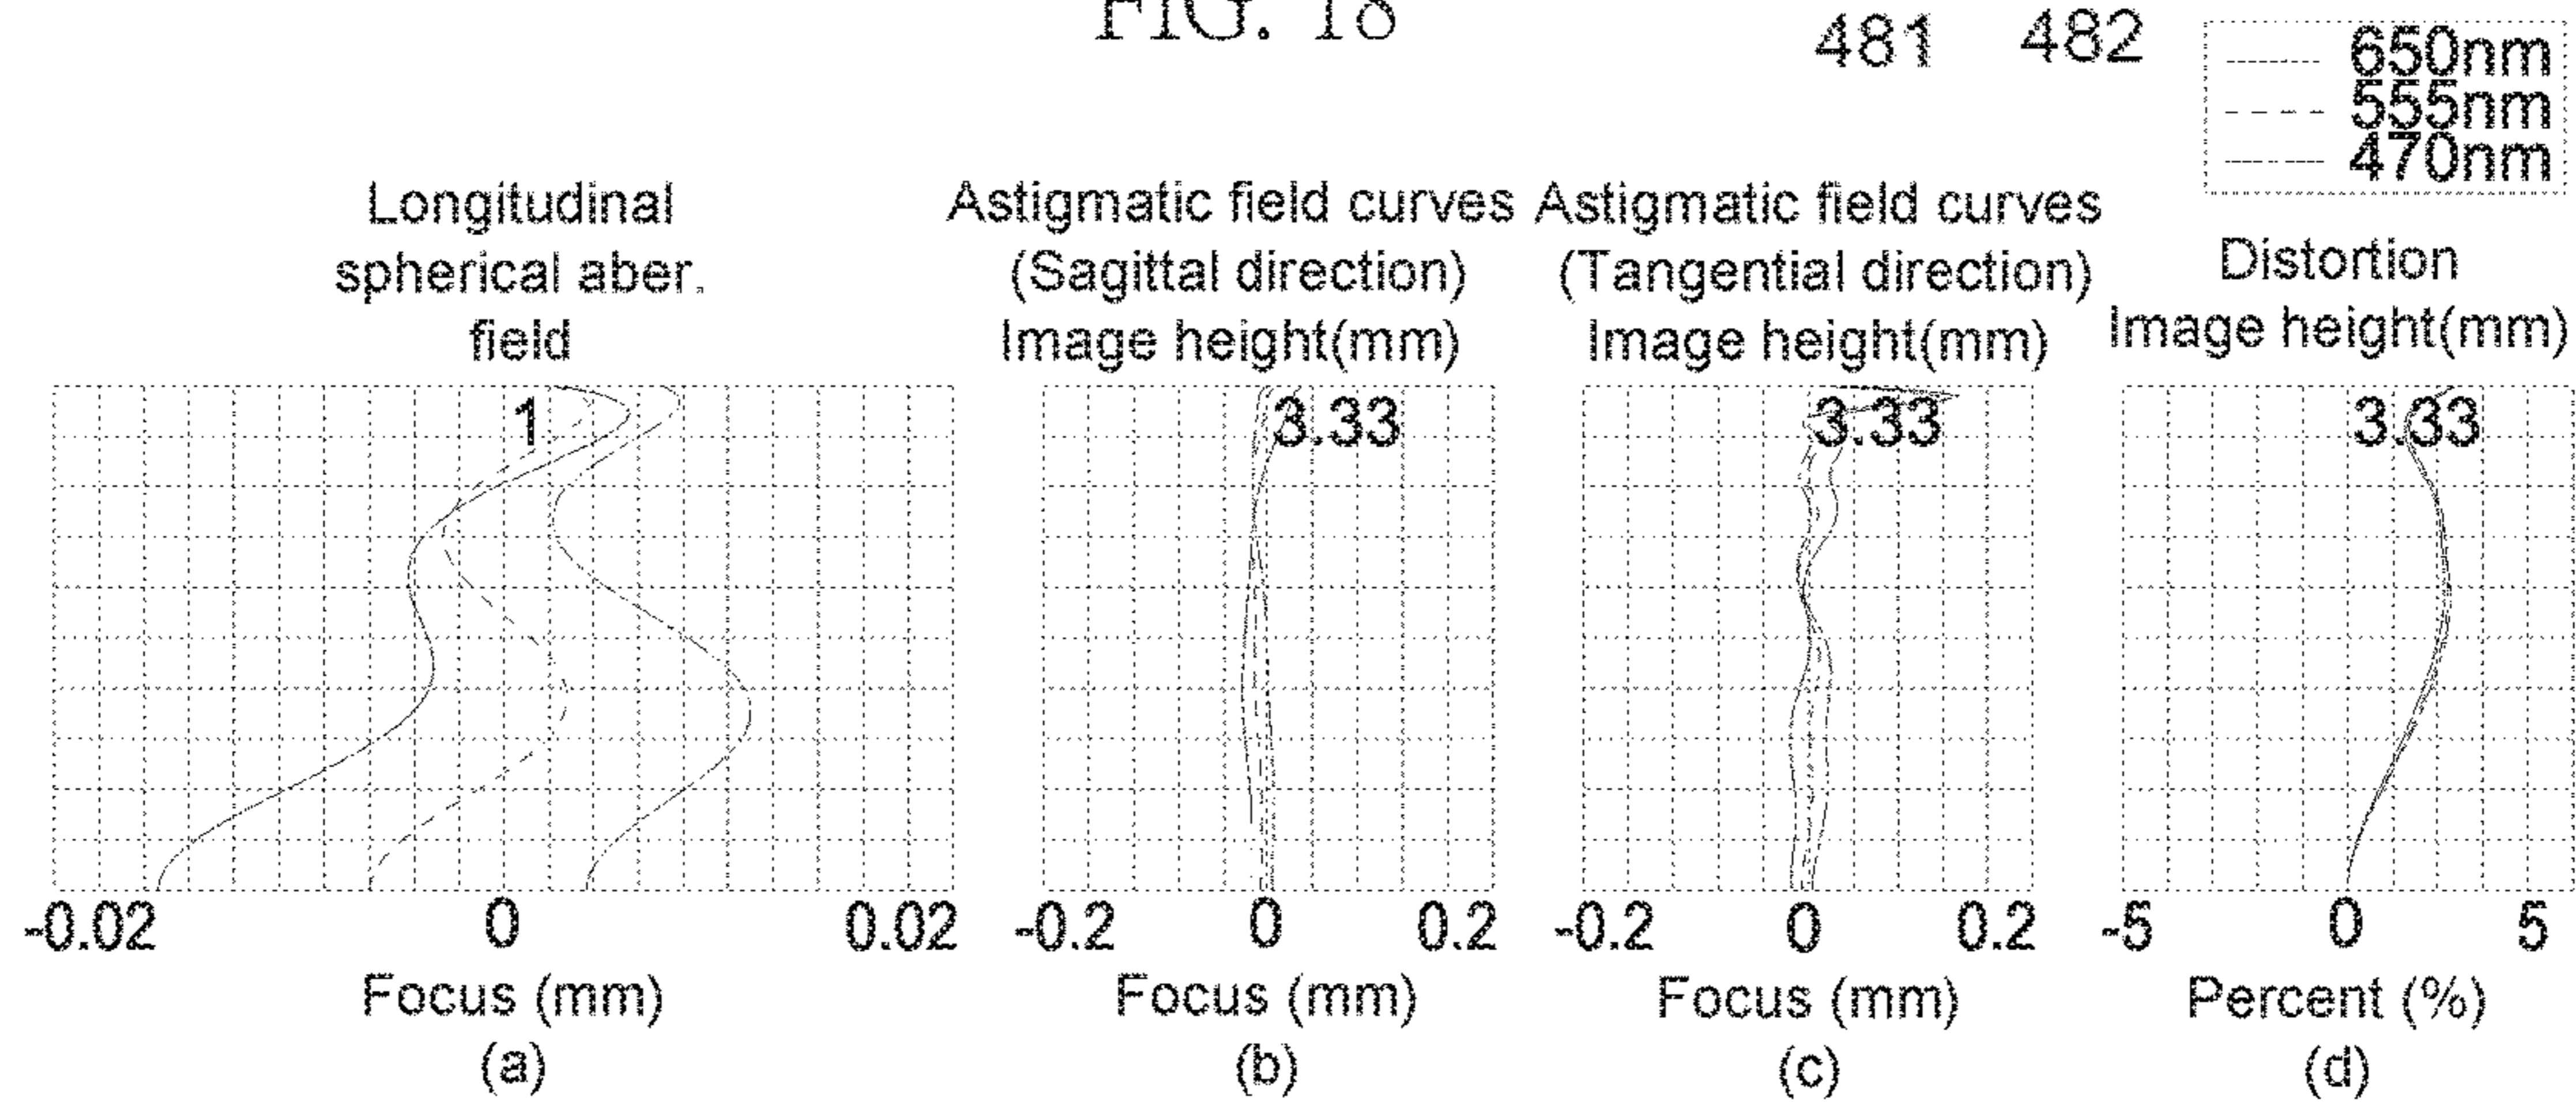 FIG. 18
481 482
650nm
555nm
470nm
Longitudinal
spherical aber.
field
1
-0.02 0 0.02
Focus (mm)
(a)
Astigmatic field curves
(Sagittal direction)
Image height(mm)
3.33
-0.2 0 0.2
Focus (mm)
(b)
Astigmatic field curves
(Tangential direction)
Image height(mm)
3.33
-0.2 0 0.2
Focus (mm)
(c)
Distortion
Image height(mm)
3.33
-5 0 5
Percent (%)
(d)